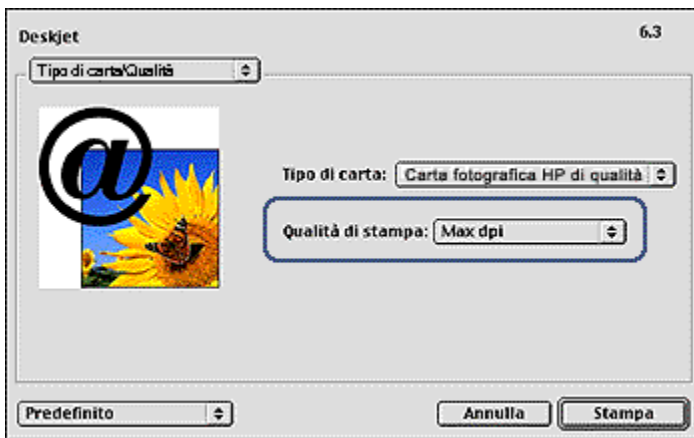 Deskjet 6.3
Tipo di carta/Qualità
@
Tipo di carta: Carta fotografica HP di qualità
Qualità di stampa: Max dpi
Predefinito Annulla Stampa